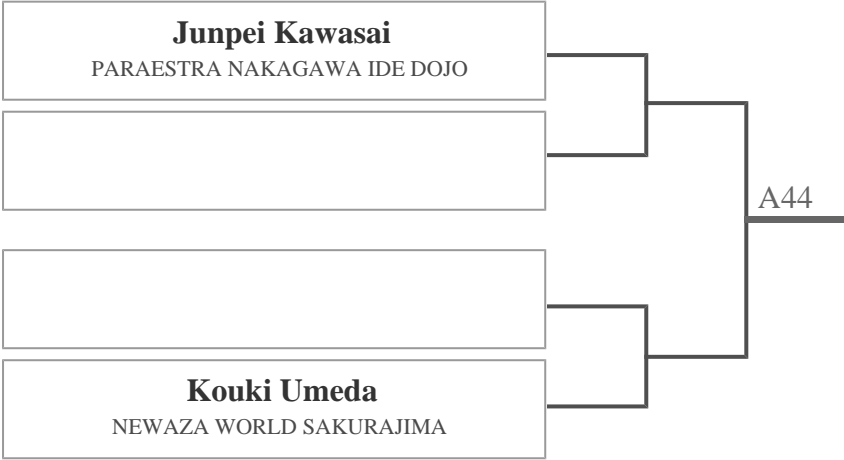 Junpei Kawasai
PARAESTRA NAKAGAWA IDE DOJO
A44
Kouki Umeda
NEWAZA WORLD SAKURAJIMA